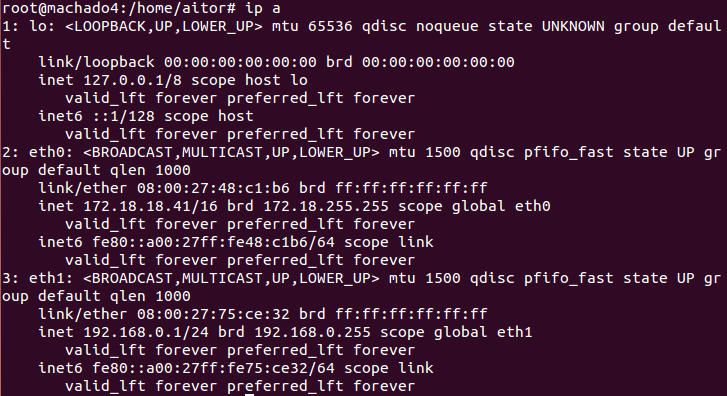 root@machado4:/home/aitor# ip a
1: lo: <LOOPBACK,UP,LOWER_UP> mtu 65536 qdisc noqueue state UNKNOWN group defaul
t
    link/loopback 00:00:00:00:00:00 brd 00:00:00:00:00:00
    inet 127.0.0.1/8 scope host lo
       valid_lft forever preferred_lft forever
    inet6 ::1/128 scope host
       valid_lft forever preferred_lft forever
2: eth0: <BROADCAST,MULTICAST,UP,LOWER_UP> mtu 1500 qdisc pfifo_fast state UP gr
oup default qlen 1000
    link/ether 08:00:27:48:c1:b6 brd ff:ff:ff:ff:ff:ff
    inet 172.18.18.41/16 brd 172.18.255.255 scope global eth0
       valid_lft forever preferred_lft forever
    inet6 fe80::a00:27ff:fe48:c1b6/64 scope link
       valid_lft forever preferred_lft forever
3: eth1: <BROADCAST,MULTICAST,UP,LOWER_UP> mtu 1500 qdisc pfifo_fast state UP gr
oup default qlen 1000
    link/ether 08:00:27:75:ce:32 brd ff:ff:ff:ff:ff:ff
    inet 192.168.0.1/24 brd 192.168.0.255 scope global eth1
       valid_lft forever preferred_lft forever
    inet6 fe80::a00:27ff:fe75:ce32/64 scope link
       valid_lft forever preferred_lft forever